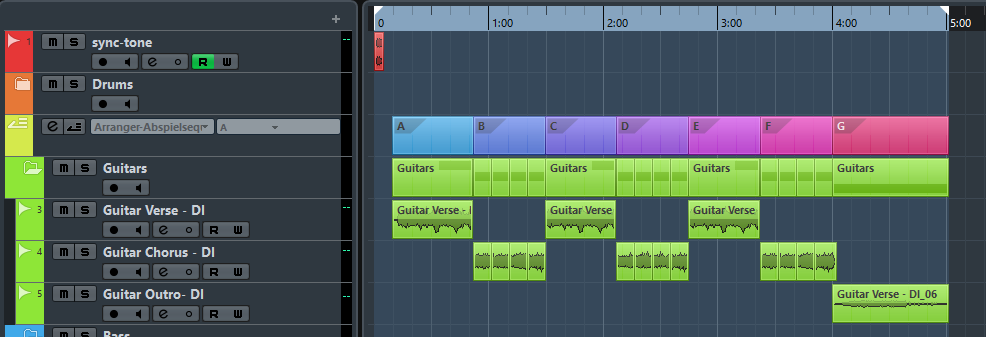 0 1:00 2:00 3:00 4:00 5:00
1 m S sync-tone
e R W
m S Drums
e Arranger-Abspielseq A
A B C D E F G
m S Guitars
Guitars Guitars Guitars Guitars
3 m S Guitar Verse - DI
e R W
Guitar Verse - Guitar Verse Guitar Verse
4 m S Guitar Chorus - DI
e R W
5 m S Guitar Outro- DI
e R W
Guitar Verse - DI_06
m S Bass